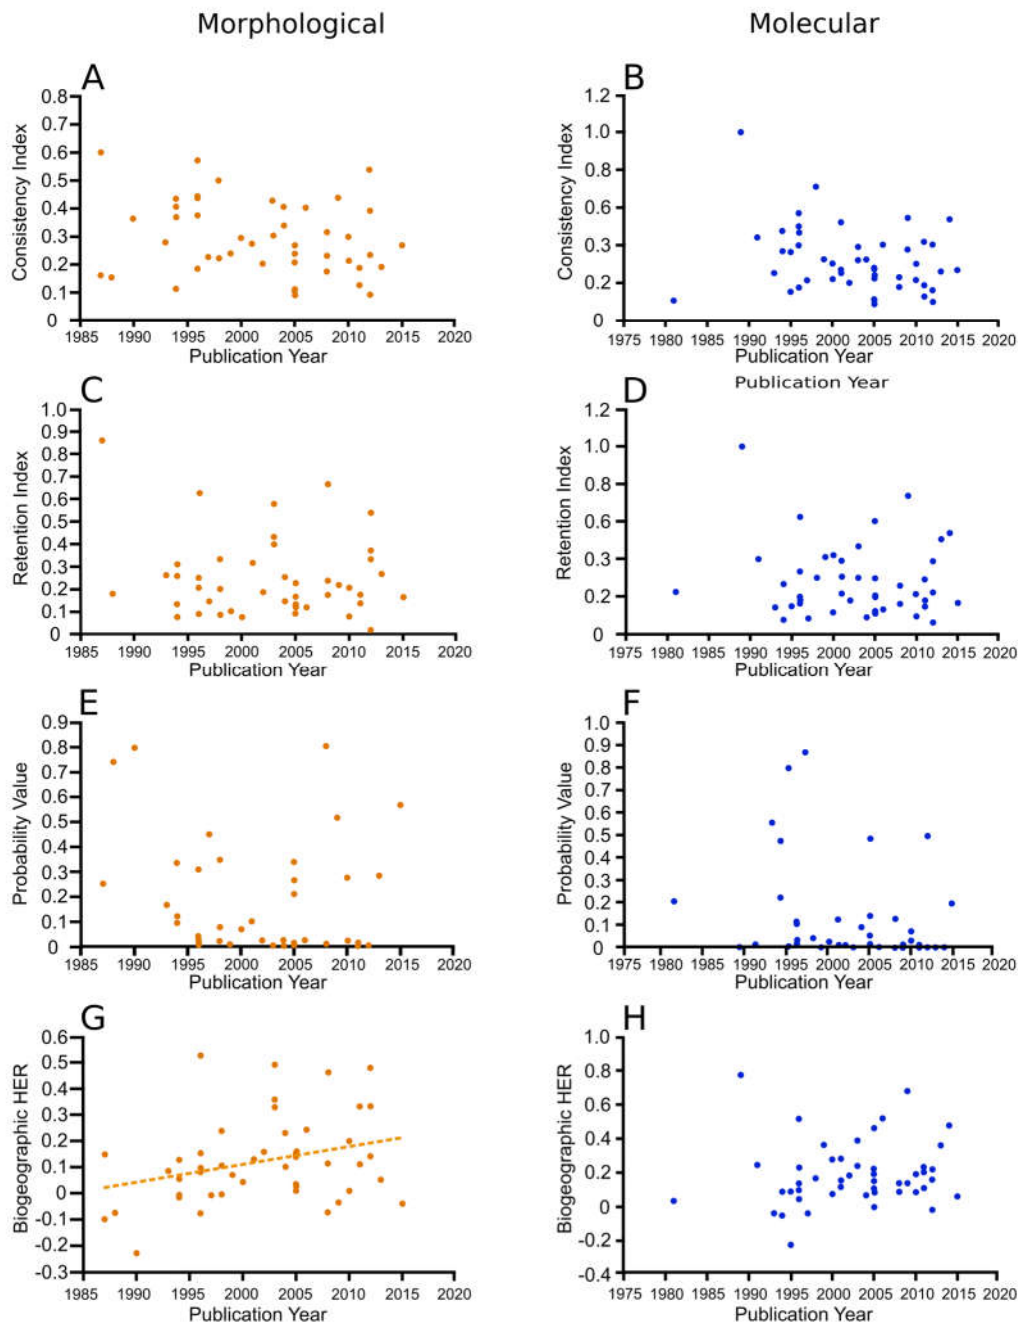 Morphological Molecular
A B
0.8 1.2
0 1.0
0.6 0.8
0.5 0.6
0.4 0.3
0.3 0.2
0.2 0
0.1
0
Consistency Index Consistency Index
1985 1990 1995 2000 2005 2010 2015 2020 1975 1980 1985 1990 1995 2000 2005 2010 2015 2020
Publication Year Publication Year
Publication Year
C D
1.0 1.2
0.9 1.0
0.8 0.8
0.7 0.6
0.6 0.3
0.5 0.2
0.4 0
0.3
0.2
0.1
0
Retention Index Retention Index
1985 1990 1995 2000 2005 2010 2015 2020 1975 1980 1985 1990 1995 2000 2005 2010 2015 2020
Publication Year Publication Year
E F
0.9 1.0
0.8 0.9
0.7 0.8
0.6 0.7
0.5 0.6
0.4 0.5
0.3 0.4
0.2 0.3
0.1 0.2
0 0.1
0
Probability Value Probability Value
1985 1990 1995 2000 2005 2010 2015 2020 1975 1980 1985 1990 1995 2000 2005 2010 2015 2020
Publication Year Publication Year
G H
0.6 1.0
0.5 0.8
0.4 0.6
0.3 0.4
0.2 0.2
0.1 0
0 -0.2
-0.1 -0.4
-0.2
-0.3
Biogeographic HER Biogeographic HER
1985 1990 1995 2000 2005 2010 2015 2020 1975 1980 1985 1990 1995 2000 2005 2010 2015 2020
Publication Year Publication Year